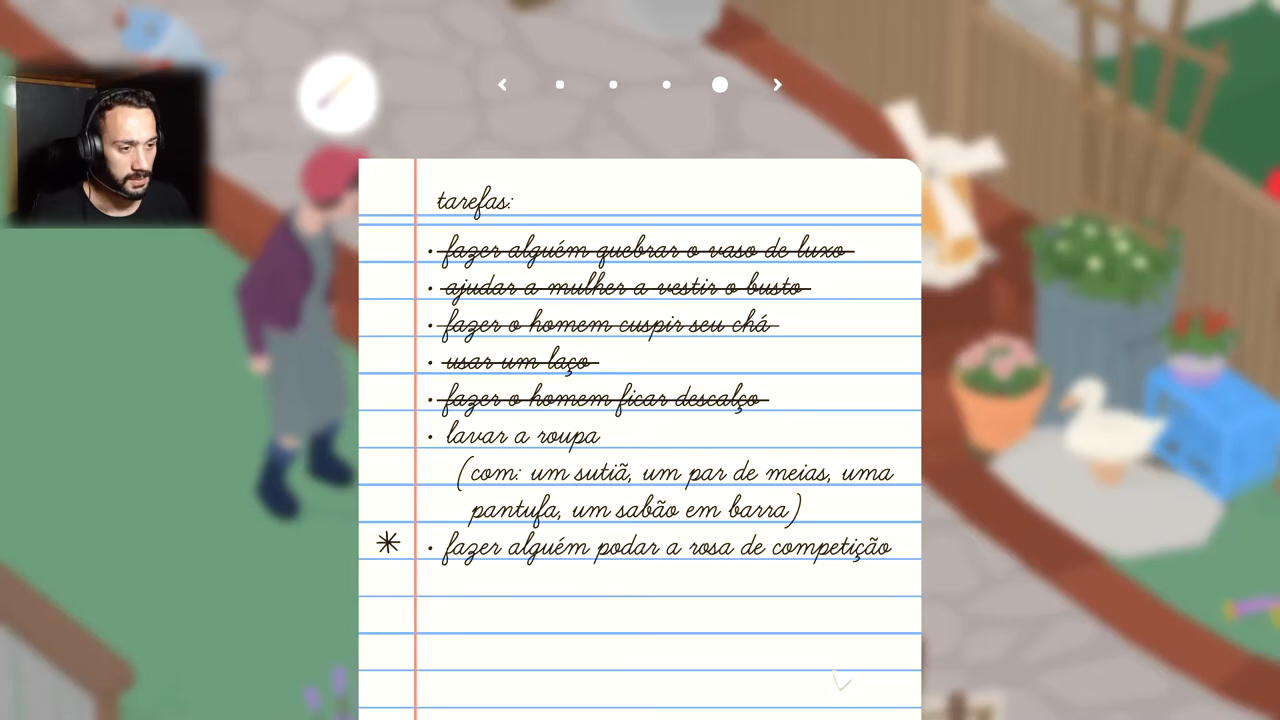 tarefas:
• fazer alguém quebrar o vaso de luxo
• ajudar a mulher a vestir o busto
• fazer o homem cuspir seu chá
• usar um laço
• fazer o homem ficar descalço
• lavar a roupa
(com: um sutiã, um par de meias, uma
pantufa, um sabão em barra)
• fazer alguém podar a rosa de competição